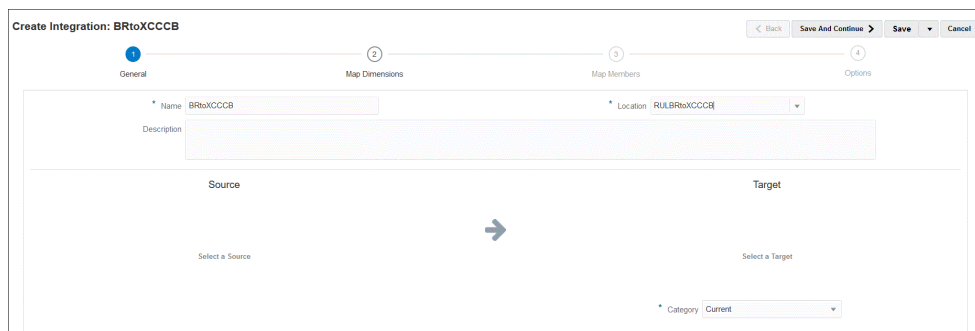 Create Integration: BRtoXCCCB
Back Save And Continue Save Cancel
1 2 3 4
General Map Dimensions Map Members Options
* Name BRtoXCCCB * Location RULBRtoXCCCB
Description
Source Target
Select a Source Select a Target
* Category Current